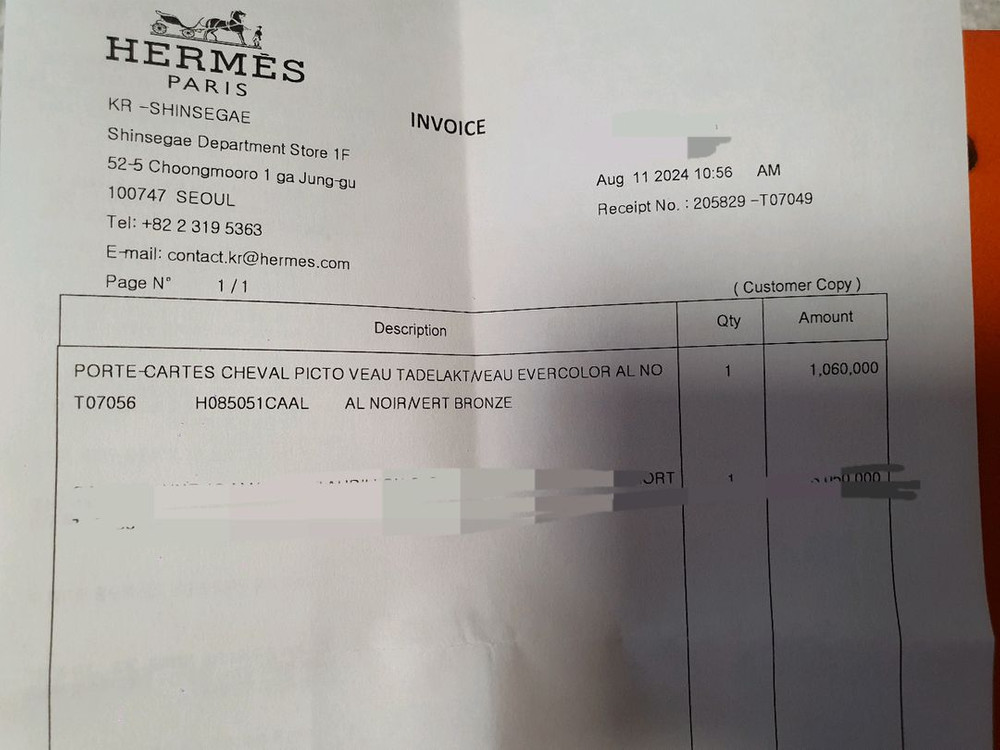 HERMÈS
PARIS
KR -SHINSEGAE
Shinsegae Department Store 1F
52-5 Choongmooro 1 ga Jung-gu
100747 SEOUL
Tel: +82 2 319 5363
E-mail: contact.kr@hermes.com
Page N° 1 / 1
INVOICE
Aug 11 2024 10:56 AM
Receipt No. : 205829 -T07049
( Customer Copy )
Description Qty Amount
PORTE-CARTES CHEVAL PICTO VEAU TADELAKT/VEAU EVERCOLOR AL NO 1 1,060,000
T07056 H085051CAAL AL NOIR/VERT BRONZE
ORT 1